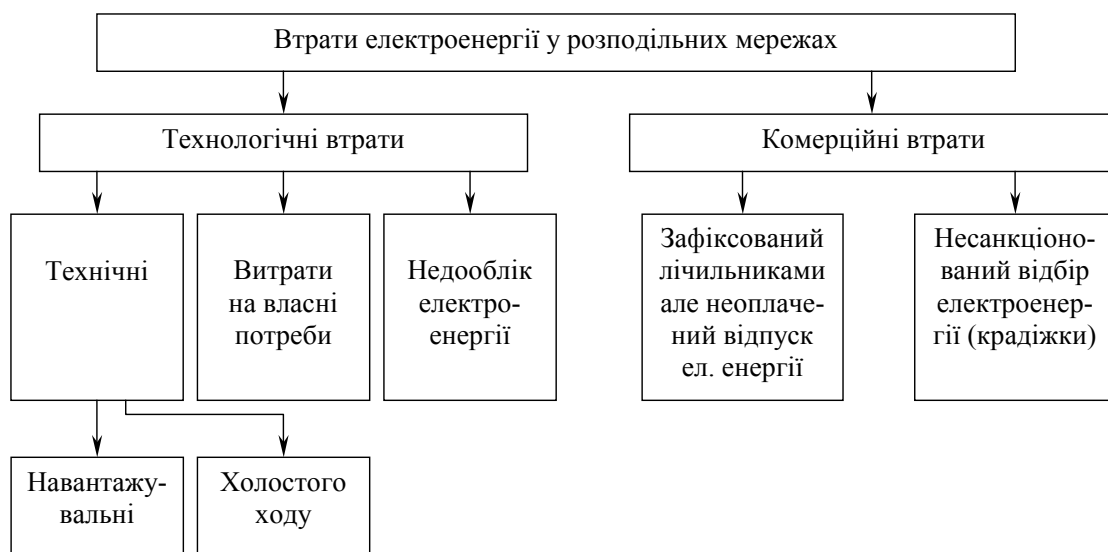 Втрати електроенергії у розподільних мережах
Технологічні втрати
Комерційні втрати
Технічні
Витрати
на власні
потреби
Недооблік
електро-
енергії
Зафіксований
лічильниками
але неоплаче-
ний відпуск
ел. енергії
Несанкціоно-
ований відбір
електроенер-
гії (крадіжки)
Навантажу-
вальні
Холостого
ходу